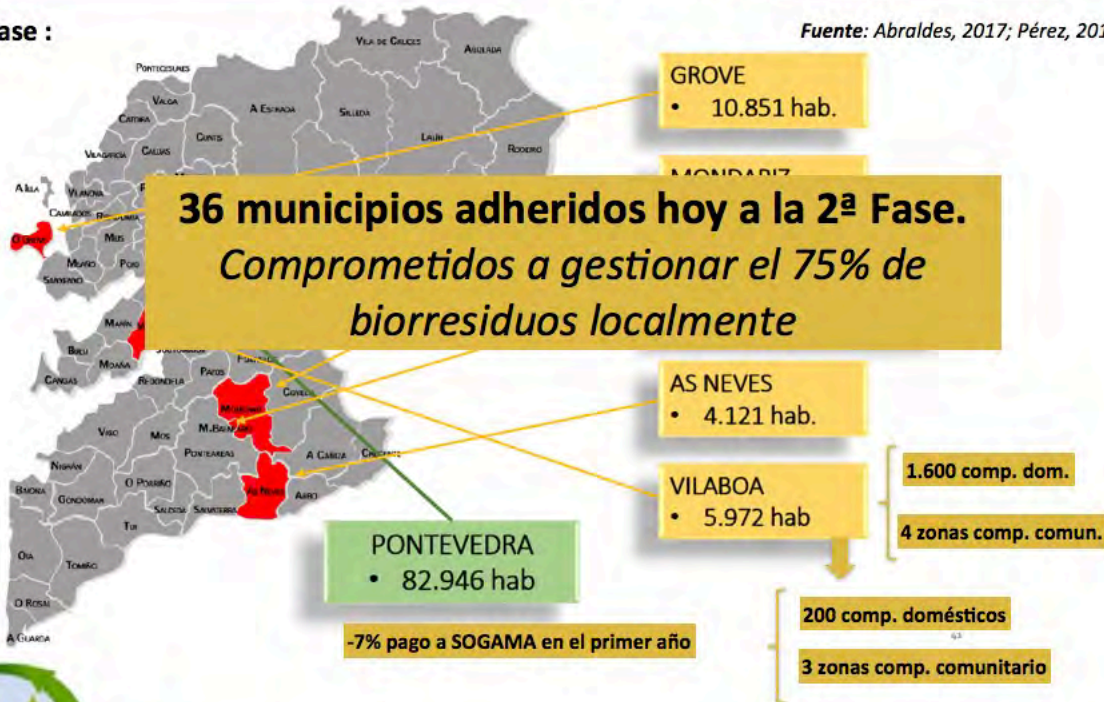 ase :
Fuente: Abraldes, 2017; Pérez, 201
VILA DE CRUCES
AGOLADA
PONTECESURES
VALGA
A ESTRADA
SILLEDA
CATOIRA
CUNTIS
LALÍN
VILAGARCÍA
CALDAS
RODEIRO
A ILLA
VILANOVA
CAMBADOS
O GROVE
MEIS
MEAÑO
POIO
SANXENXO
GROVE
• 10.851 hab.
MONDARIZ
36 municipios adheridos hoy a la 2ª Fase.
Comprometidos a gestionar el 75% de
biorresiduos localmente
MARÍN
BUEU
MOAÑA
CANGAS
REDONDELA
PAZOS
COVELO
MONDARIZ
M.BALNEARIO
VIGO
MOS
PONTEAREAS
A CAÑIZA
CRECENTE
NIGRÁN
O PORRIÑO
AS NEVES
ARBO
BAIONA
GONDOMAR
SALCEDA
SALVATERRA
TUI
OIA
TOMIÑO
O ROSAL
A GUARDA
AS NEVES
• 4.121 hab.
VILABOA
• 5.972 hab
1.600 comp. dom.
4 zonas comp. comun.
PONTEVEDRA
• 82.946 hab
-7% pago a SOGAMA en el primer año
200 comp. domésticos
3 zonas comp. comunitario